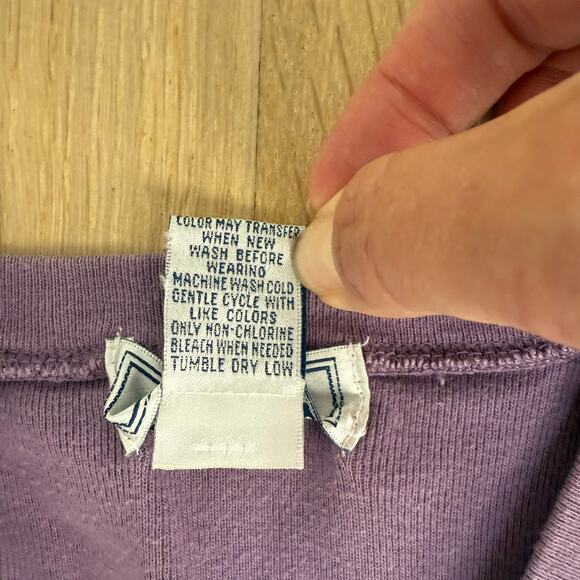 COLOR MAY TRANSFER
WHEN NEW
WASH BEFORE
WEARING
MACHINE WASH COLD
GENTLE CYCLE WITH
LIKE COLORS
ONLY NON-CHLORINE
BLEACH WHEN NEEDED
TUMBLE DRY LOW